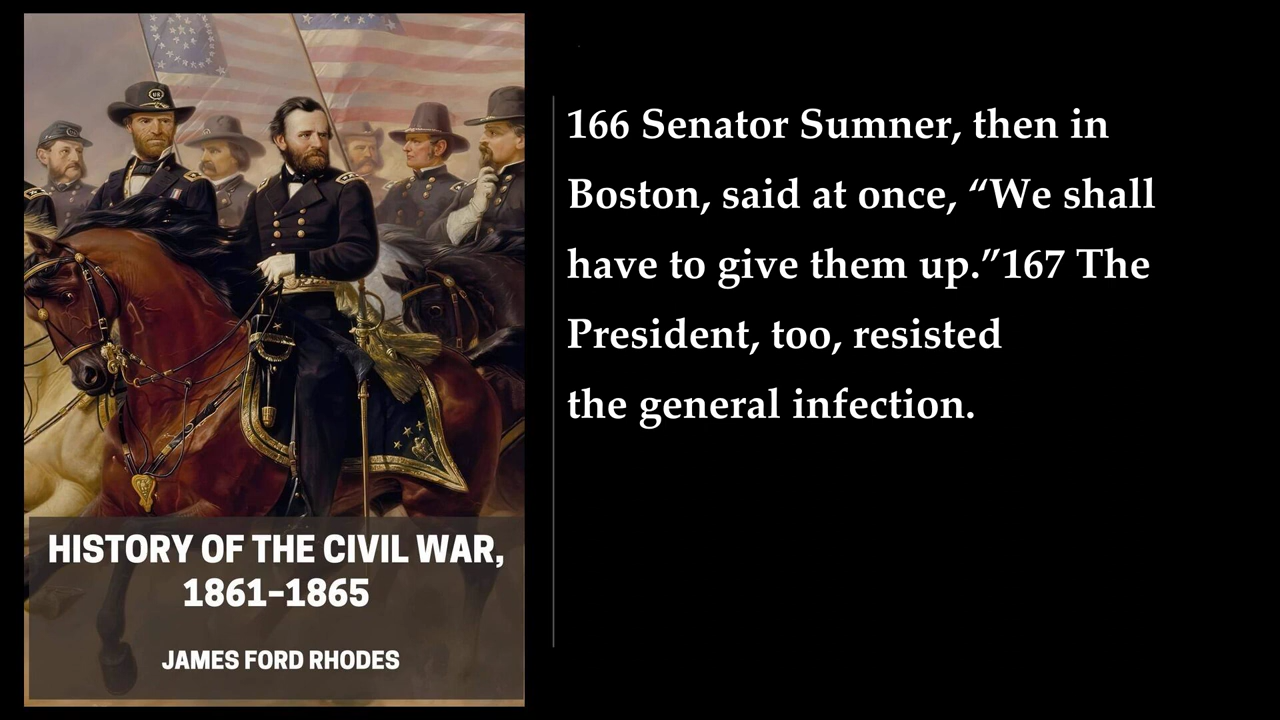 166 Senator Sumner, then in
Boston, said at once, “We shall
have to give them up.”167 The
President, too, resisted
the general infection.
HISTORY OF THE CIVIL WAR,
1861–1865
JAMES FORD RHODES